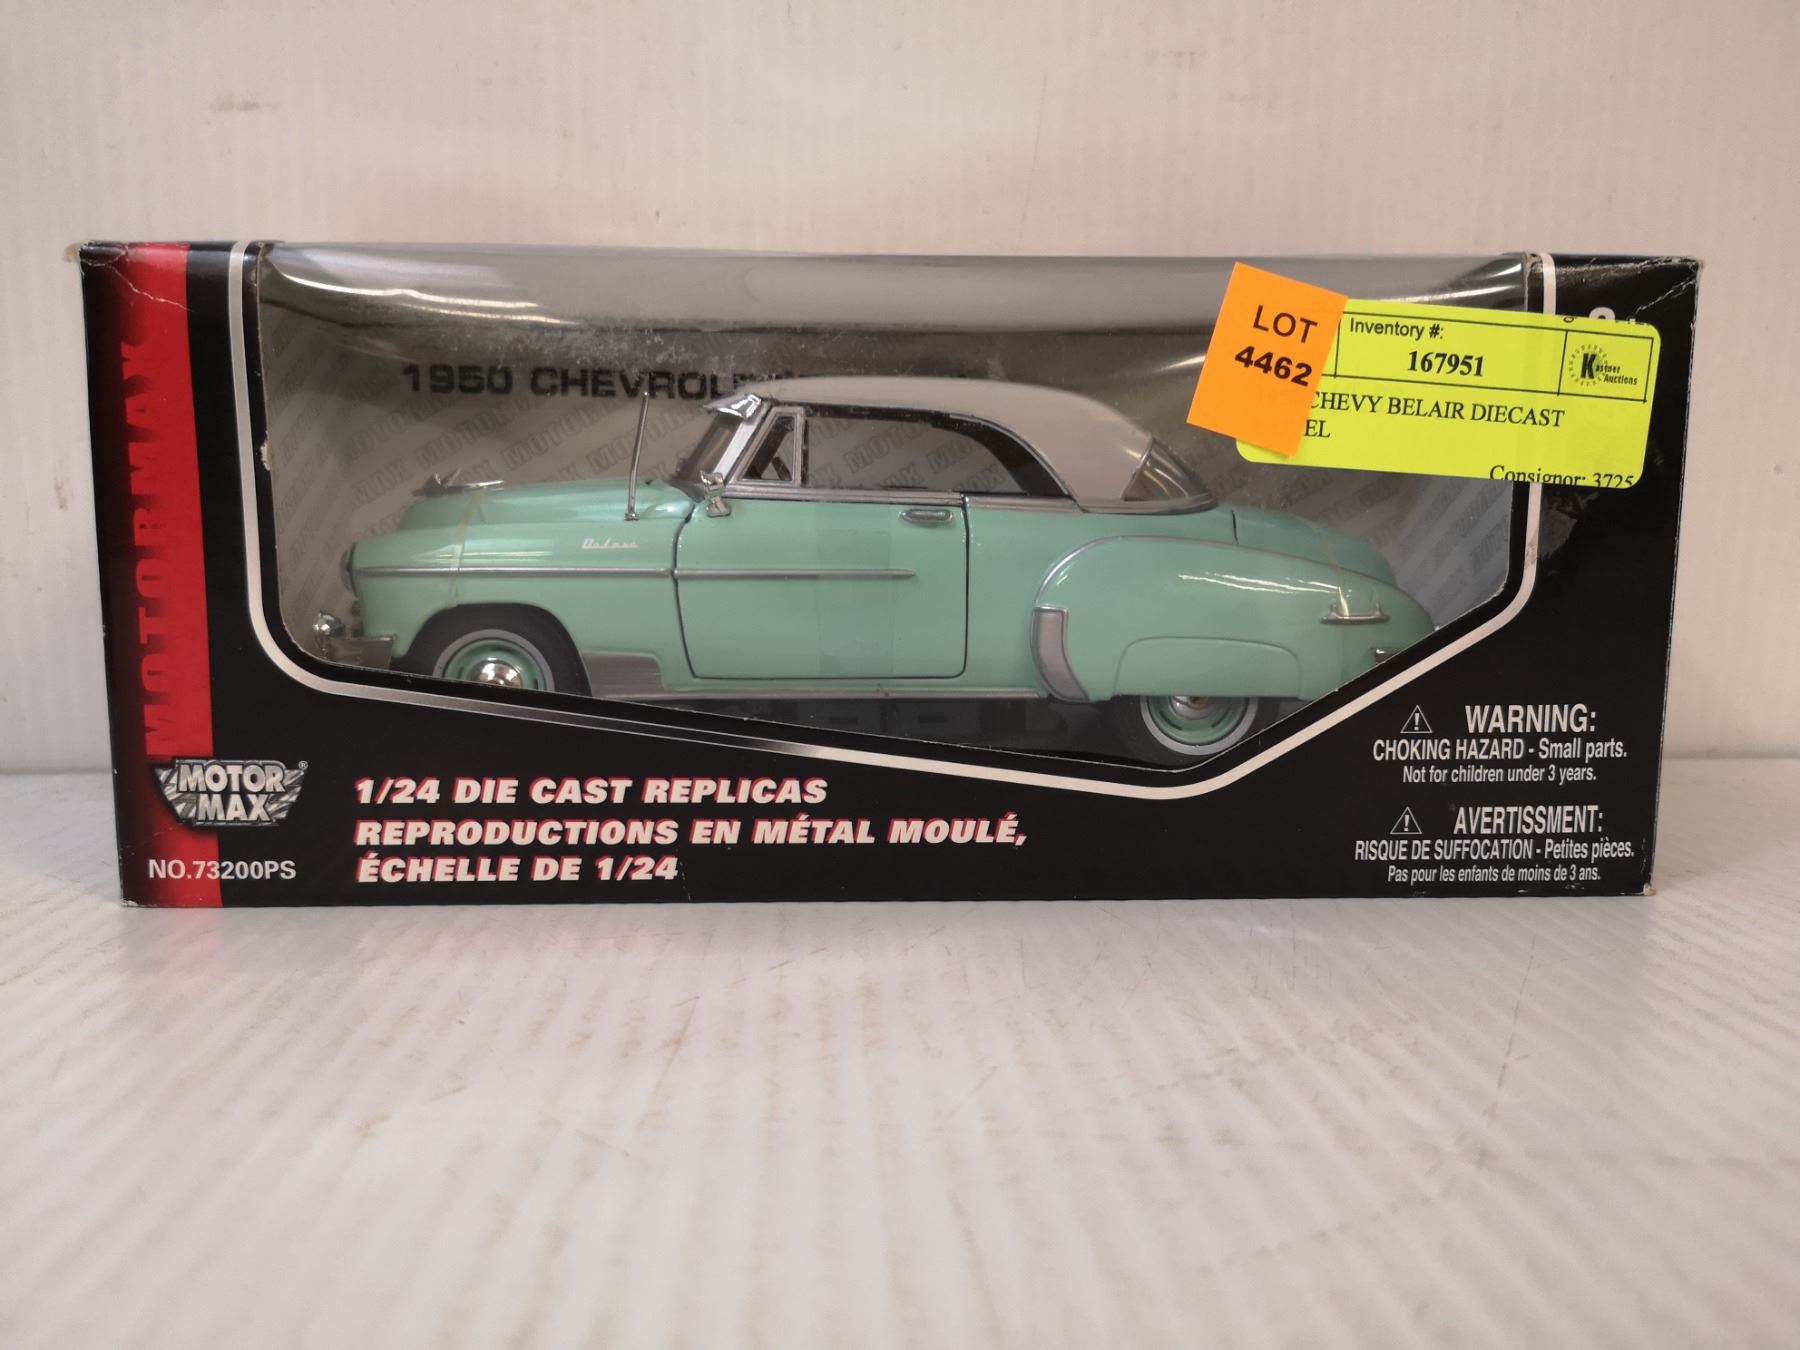 MOTORMAX
1950 CHEVROL
LOT
4462
Inventory #:
167951
Kastner
Auctions
CHEVY BELAIR DIECAST
EL
Consignor: 3725
Belair
MOTOR
MAX
®
NO.73200PS
1/24 DIE CAST REPLICAS
REPRODUCTIONS EN MÉTAL MOULÉ,
ÉCHELLE DE 1/24
WARNING:
CHOKING HAZARD - Small parts.
Not for children under 3 years.
AVERTISSMENT:
RISQUE DE SUFFOCATION - Petites pièces.
Pas pour les enfants de moins de 3 ans.